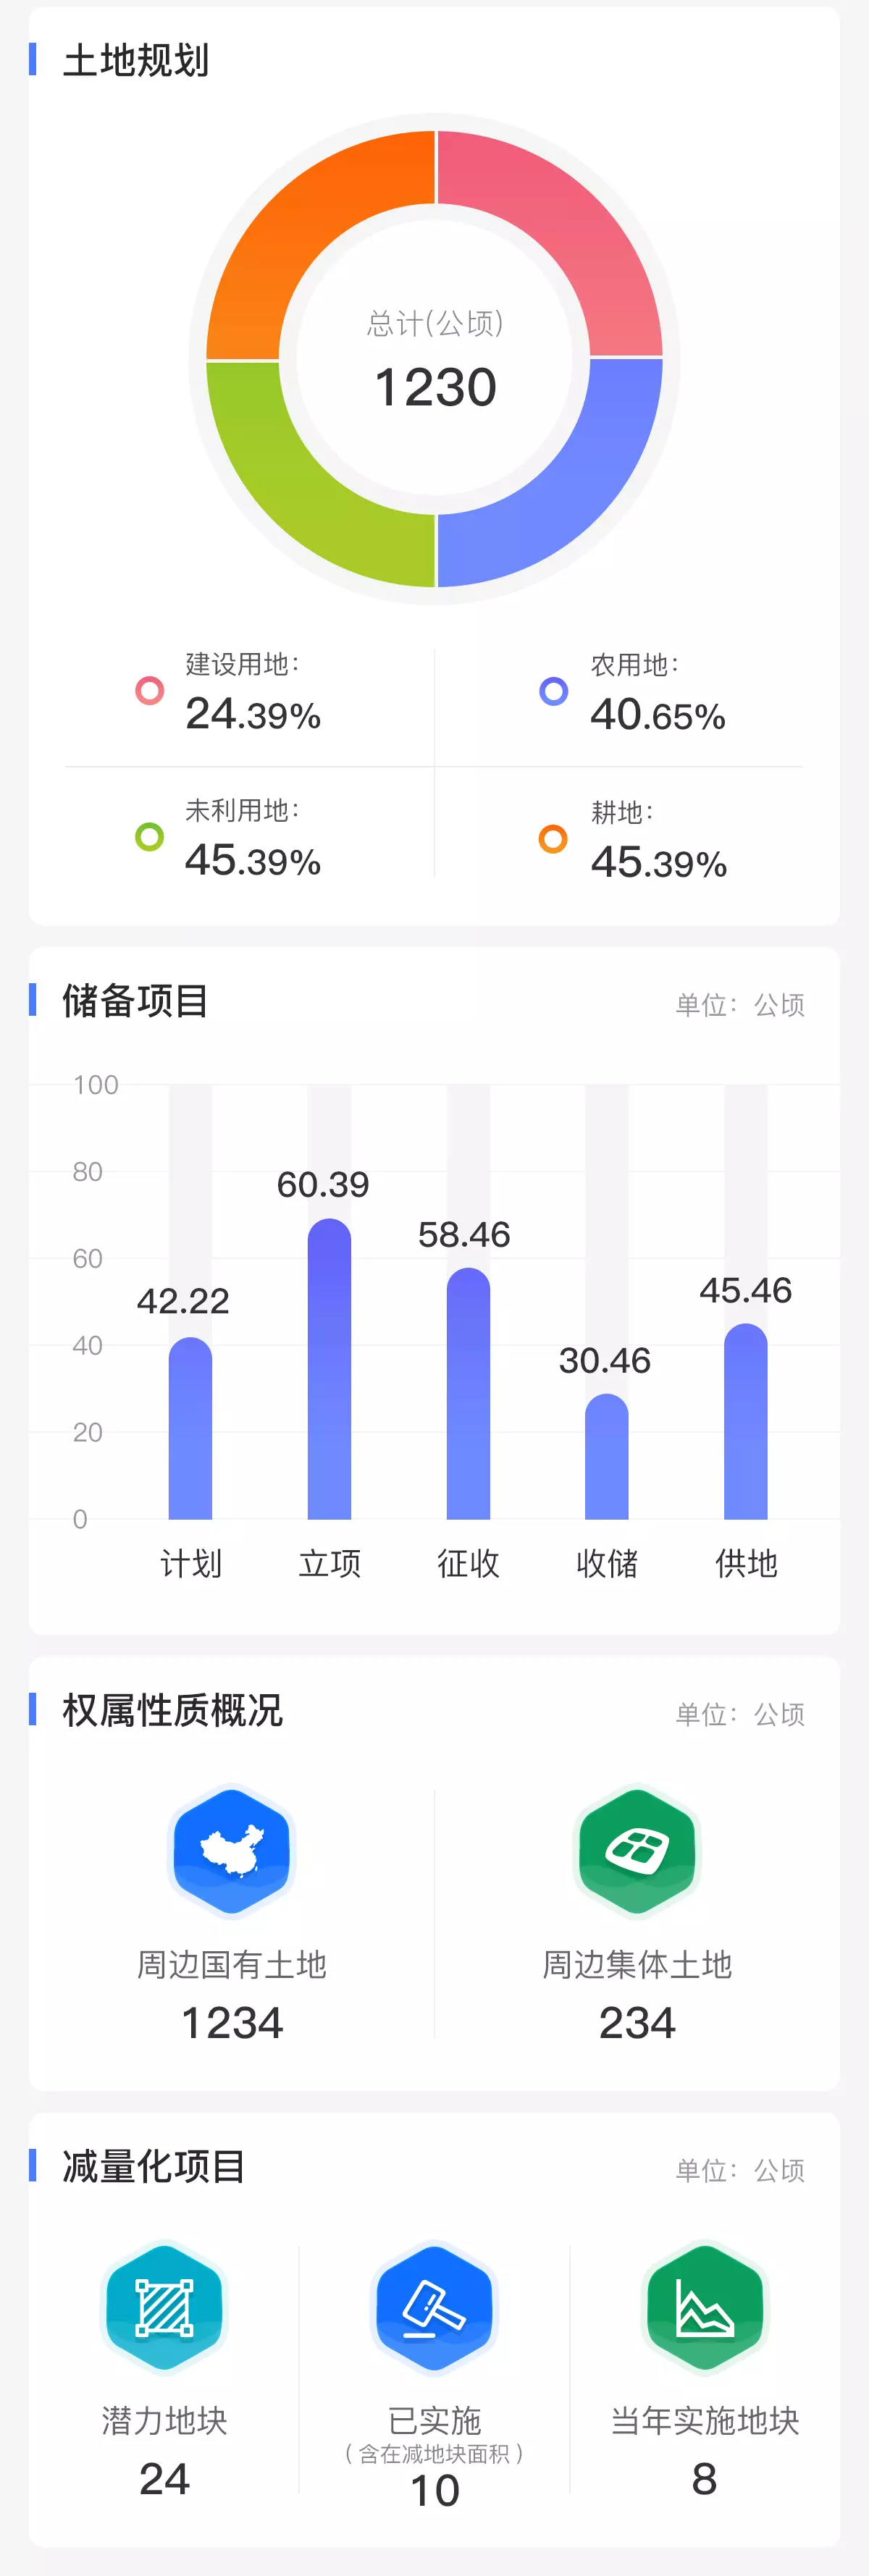 土地规划
总计(公顷)
1230
建设用地:
24.39%
农用地:
40.65%
未利用地:
45.39%
耕地:
45.39%
储备项目
单位：公顷
100
80
60
40
20
0
42.22
60.39
58.46
30.46
45.46
计划 立项 征收 收储 供地
权属性质概况
单位：公顷
周边国有土地
1234
周边集体土地
234
减量化项目
单位：公顷
潜力地块
24
已实施
（含在减地块面积）
10
当年实施地块
8